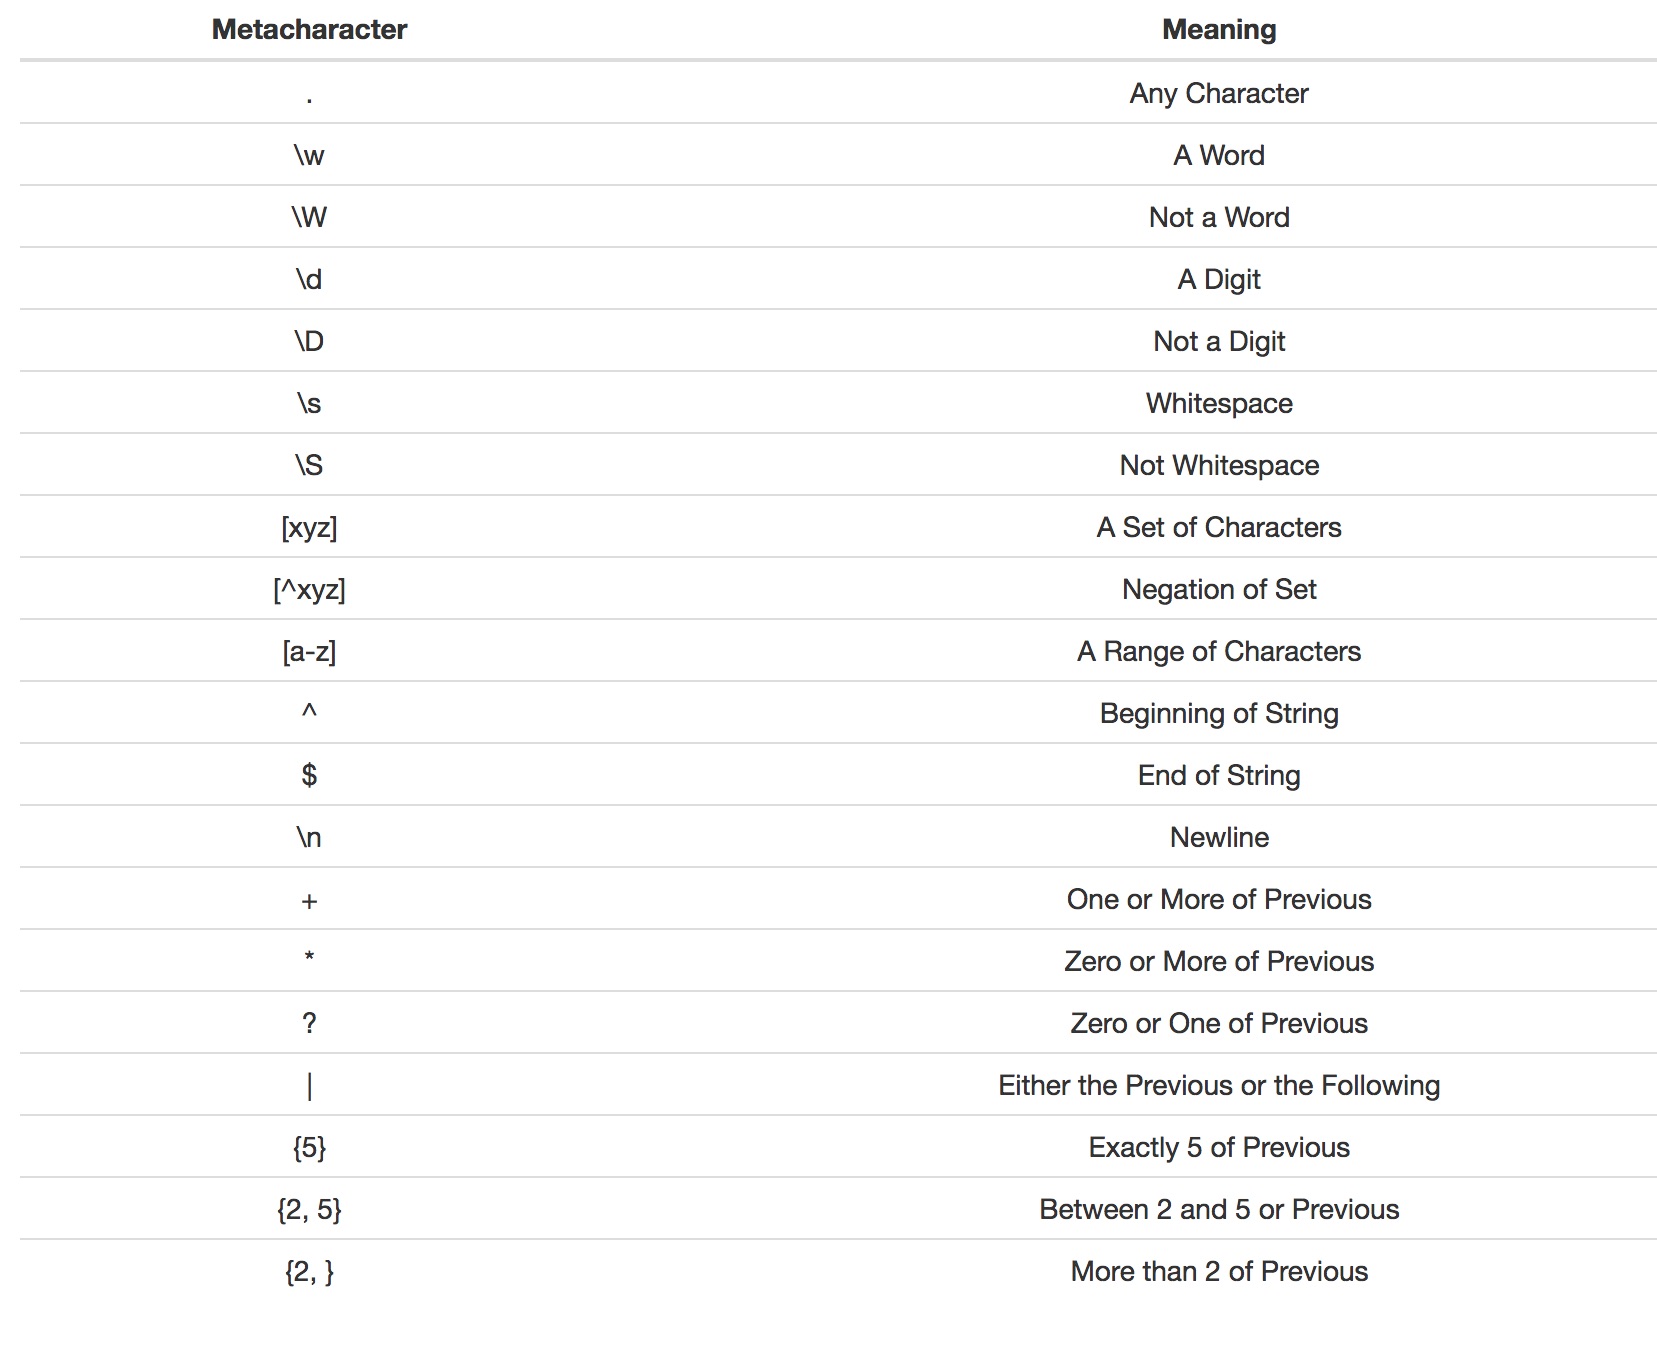 Metacharacter Meaning
. Any Character
\w A Word
\W Not a Word
\d A Digit
\D Not a Digit
\s Whitespace
\S Not Whitespace
[xyz] A Set of Characters
[^xyz] Negation of Set
[a-z] A Range of Characters
^ Beginning of String
$ End of String
\n Newline
+ One or More of Previous
* Zero or More of Previous
? Zero or One of Previous
| Either the Previous or the Following
{5} Exactly 5 of Previous
{2, 5} Between 2 and 5 or Previous
{2, } More than 2 of Previous